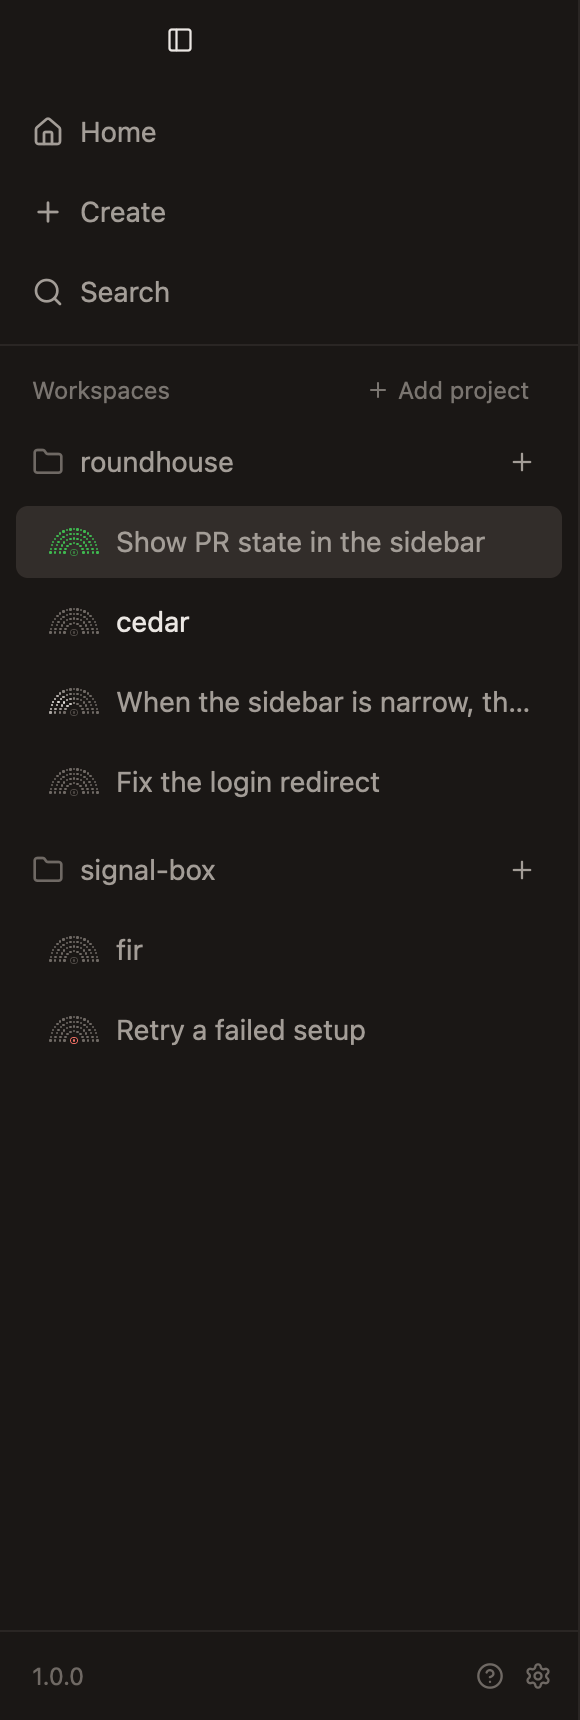 Home
Create
Search
Workspaces
Add project
roundhouse
Show PR state in the sidebar
cedar
When the sidebar is narrow, th...
Fix the login redirect
signal-box
fir
Retry a failed setup
1.0.0